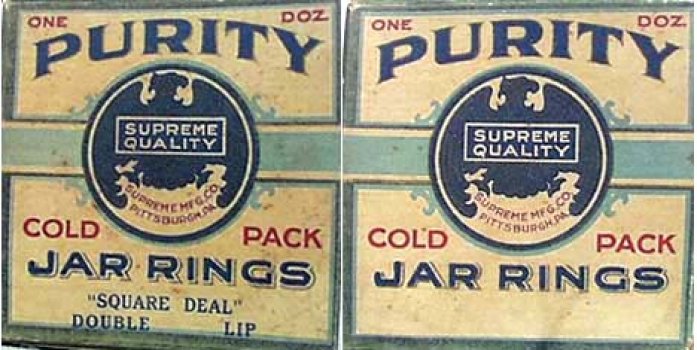 ONE DOZ.
PURITY
SUPREME
QUALITY
SUPREME MFG. CO.
PITTSBURGH, PA.
COLD PACK
JAR RINGS
"SQUARE DEAL"
DOUBLE LIP
ONE DOZ.
PURITY
SUPREME
QUALITY
SUPREME MFG. CO.
PITTSBURGH, PA.
COLD PACK
JAR RINGS